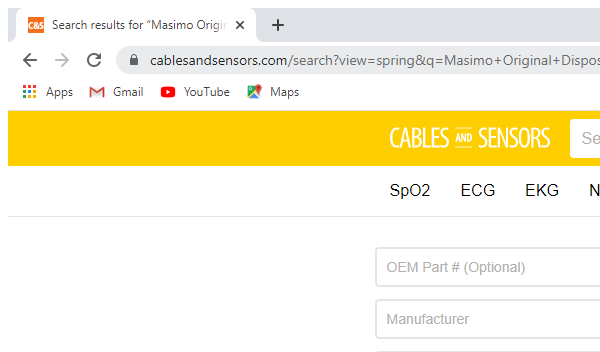 C&S Search results for "Masimo Origin
cablesandsensors.com/search?view=spring&q=Masimo+Original+Dispos
Apps Gmail YouTube Maps
CABLES AND SENSORS Se
SpO2 ECG EKG N
OEM Part # (Optional)
Manufacturer